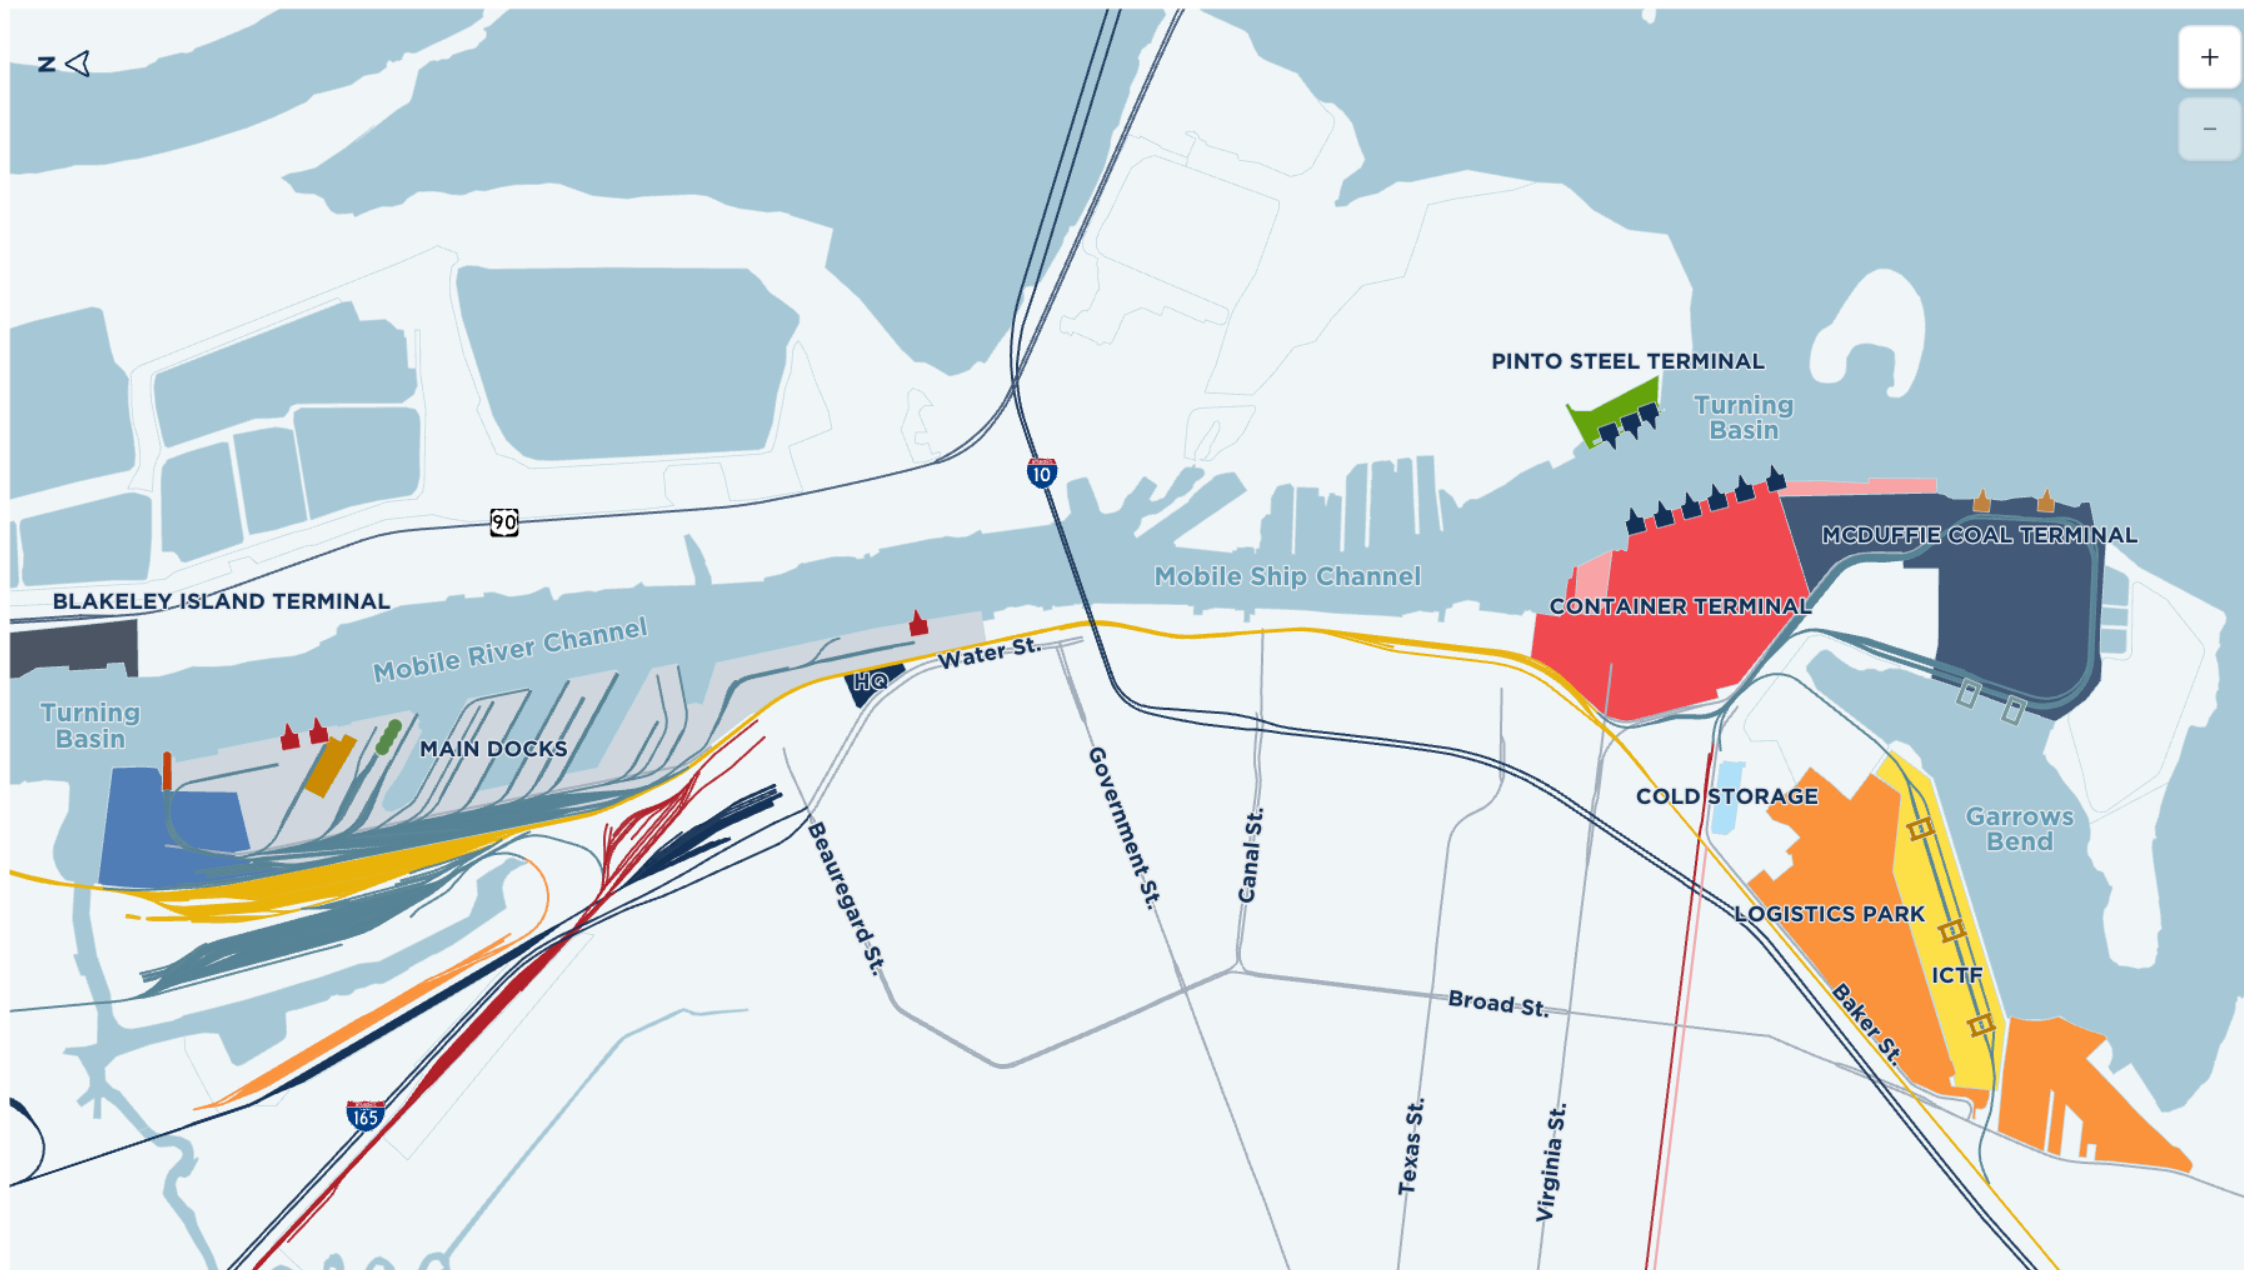 N
+
−
PINTO STEEL TERMINAL
Turning
Basin
10
90
MCDUFFIE COAL TERMINAL
Mobile Ship Channel
BLAKELEY ISLAND TERMINAL
CONTAINER TERMINAL
Mobile River Channel
Water St.
HQ
Turning
Basin
MAIN DOCKS
COLD STORAGE
Garrows
Bend
Government St.
Canal St.
Beauregard St.
LOGISTICS PARK
ICTF
Broad St.
Baker St.
165
Texas St.
Virginia St.